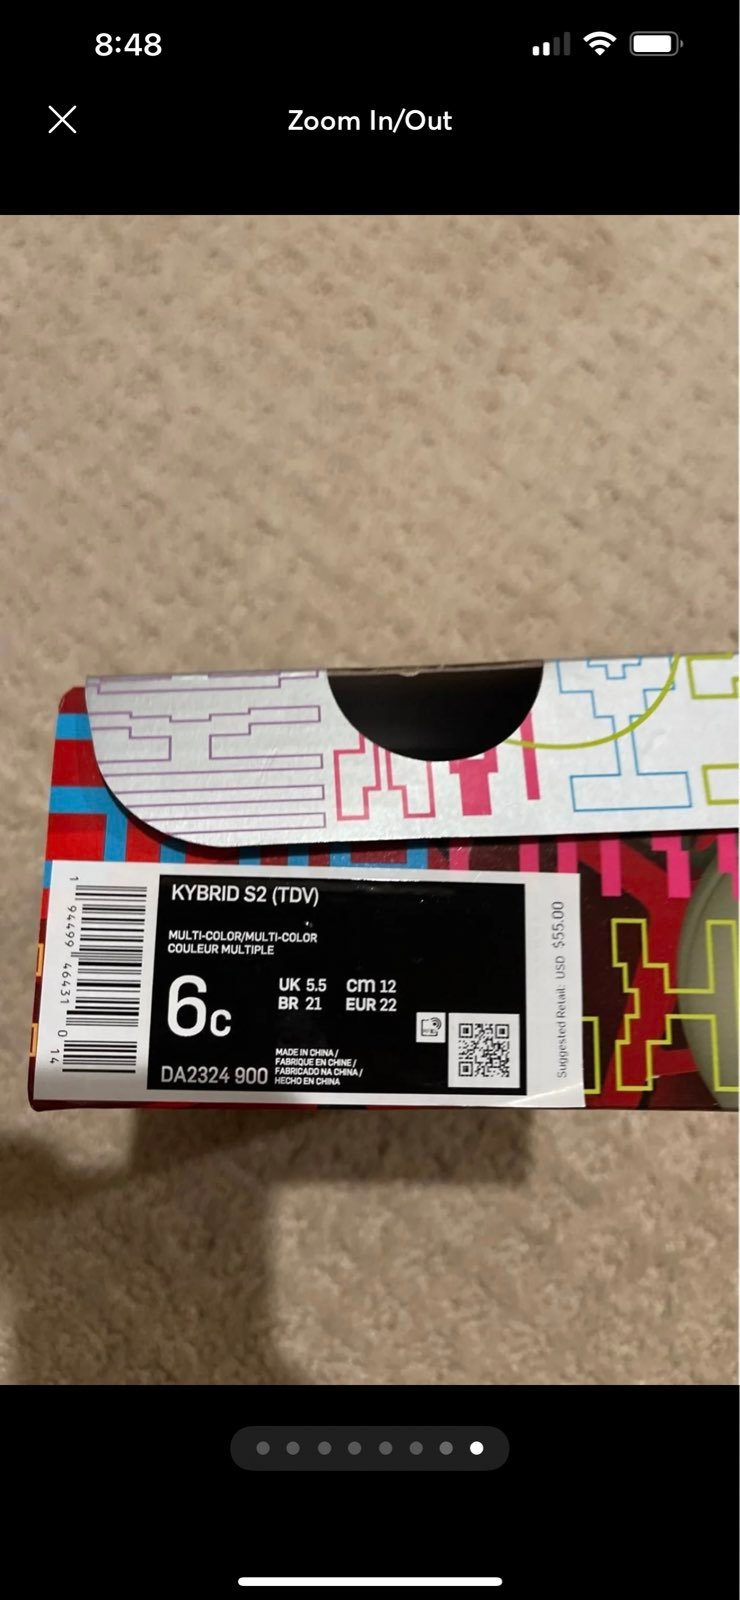 8:48
Zoom In/Out
KYBRID S2 (TDV)
MULTI-COLOR/MULTI-COLOR
COULEUR MULTIPLE
6c
UK 5.5 cm 12
BR 21 EUR 22
MADE IN CHINA /
FABRIQUE EN CHINE /
FABRICADO NA CHINA /
HECHO EN CHINA
DA2324 900
1 94499 46431 0 14
Suggested Retail: USD $55.00